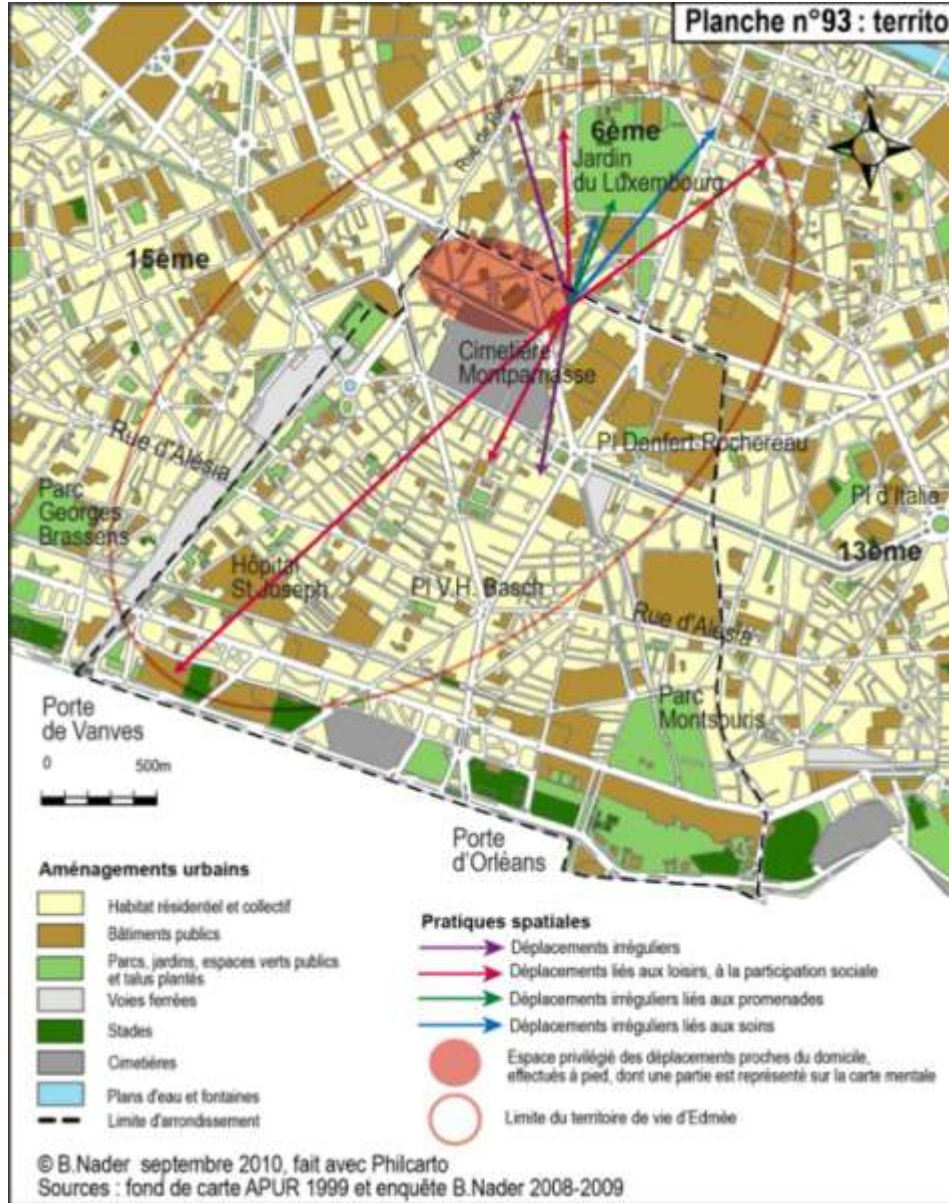 Planche n°93 : territo
6ème
Jardin
du Luxembourg
Rue de Rennes
15ème
Cimetière
Montparnasse
Rue d'Alésia
Pl Denfert-Rochereau
Parc
Georges
Brassens
Pl d'Italie
13ème
Hôpital
St Joseph
Pl V.H. Basch
Rue d'Alésia
Parc
Montsouris
Porte
de Vanves
0 500m
Porte
d'Orléans
Aménagements urbains
Habitat résidentiel et collectif
Bâtiments publics
Parcs, jardins, espaces verts publics
et talus plantés
Voies ferrées
Stades
Cimetières
Plans d'eau et fontaines
Limite d'arrondissement
Pratiques spatiales
Déplacements irréguliers
Déplacements liés aux loisirs, à la participation sociale
Déplacements irréguliers liés aux promenades
Déplacements irréguliers liés aux soins
Espace privilégié des déplacements proches du domicile,
effectués à pied, dont une partie est représenté sur la carte mentale
Limite du territoire de vie d'Edmée
© B.Nader septembre 2010, fait avec Philcarto
Sources : fond de carte APUR 1999 et enquête B.Nader 2008-2009